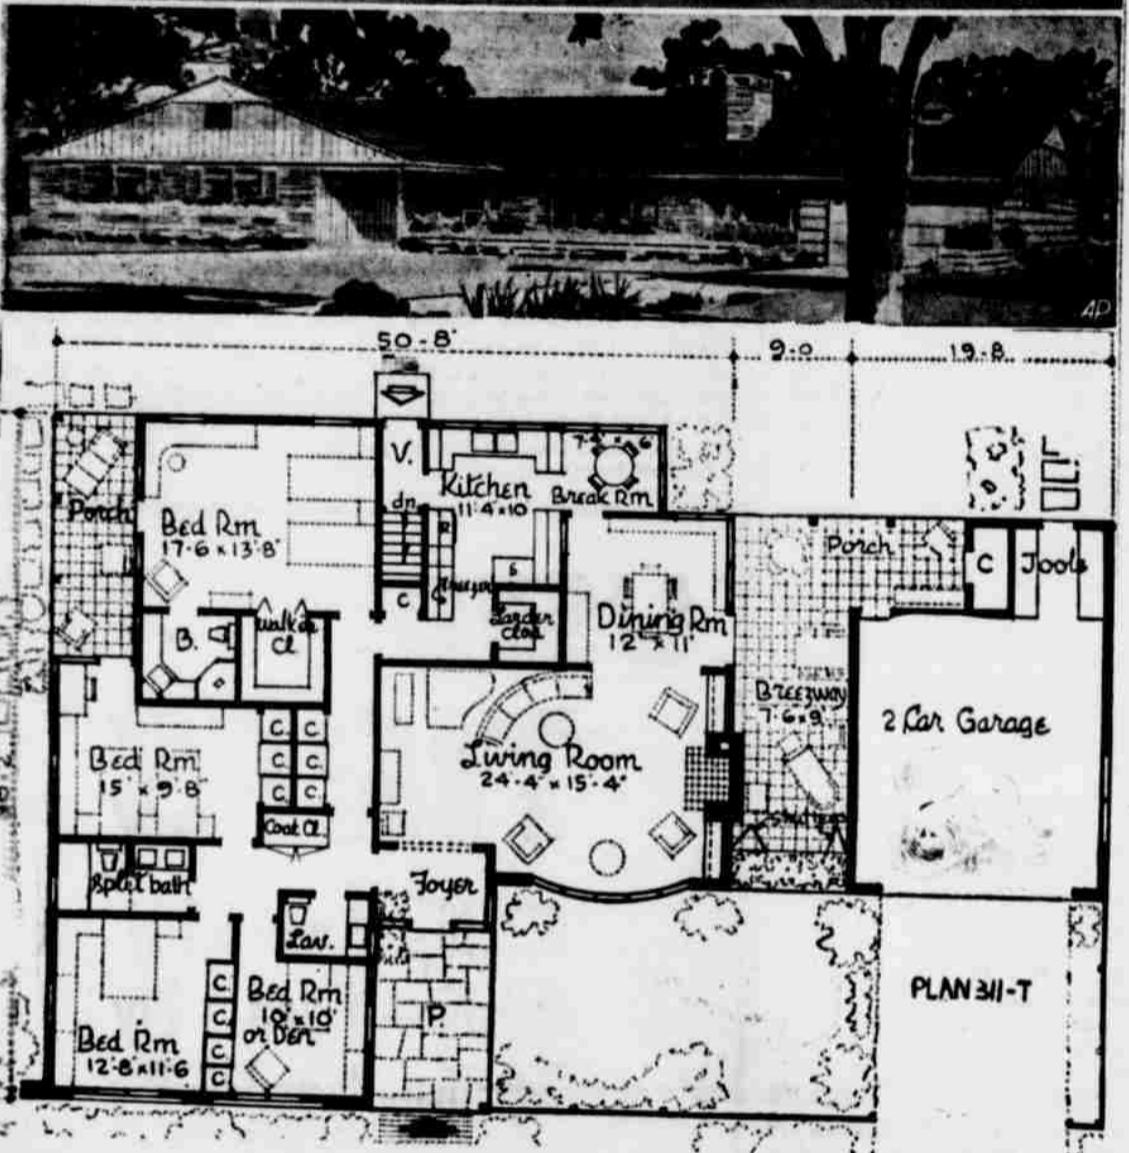 AP
50-8"
9-0
19-8
V.
Kitchen
11-4 x 10
Break Rm
dn.
R
Porch
Bed Rm
17-6 x 13-8"
Porch
C
Tools
S
C
Larder
Clos
Dining Rm
12" x 11'
B.
Walk in
Cl
Breezway
7-6 x 9
2 Car Garage
Bed Rm
15' x 9-8"
C. C.
C. C
C C
Living Room
24-4" x 15-4"
Coat Cl
Split bath
Foyer
Lav.
PLAN 311-T
C
C
C
C
Bed Rm
10' x 10'
or Den
P.
Bed Rm
12-8 x 11-6